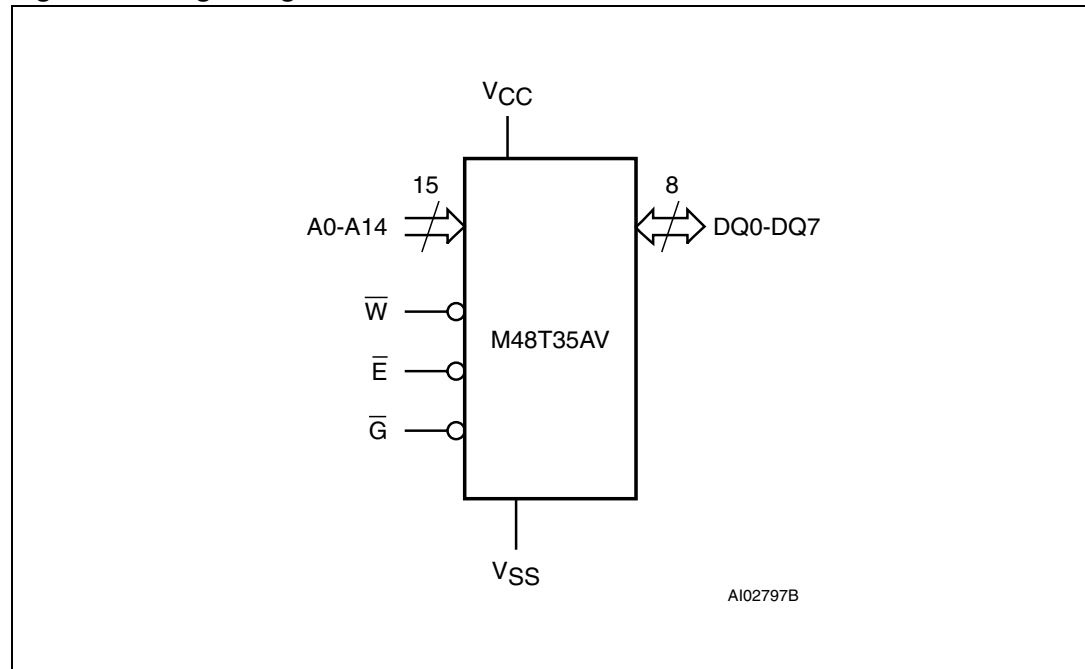 VCC
15
8
A0-A14
DQ0-DQ7
W̅
M48T35AV
E̅
G̅
VSS
AI02797B